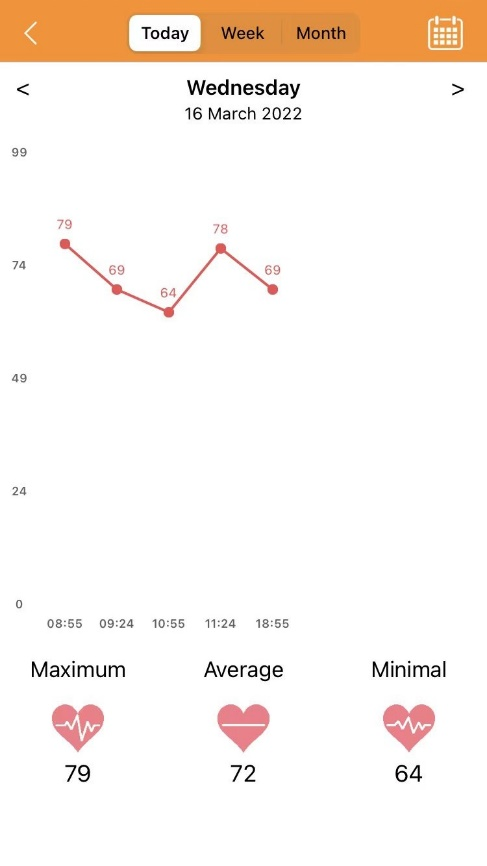 Today Week Month
< Wednesday >
16 March 2022
99
79
78
74
69
69
64
49
24
0
08:55 09:24 10:55 11:24 18:55
Maximum Average Minimal
79 72 64